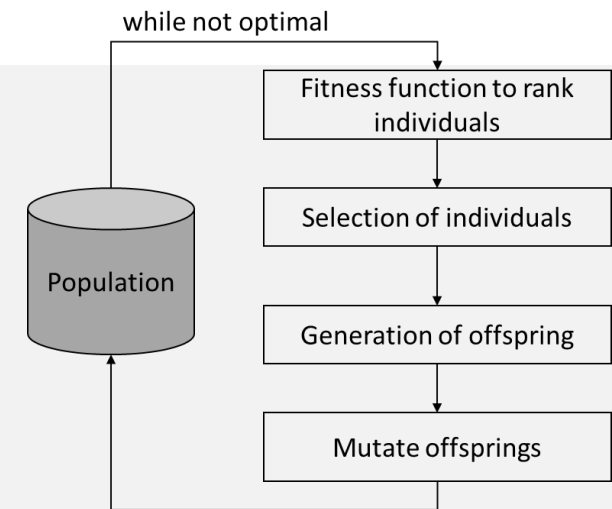 while not optimal
Fitness function to rank
individuals
Selection of individuals
Population
Generation of offspring
Mutate offsprings